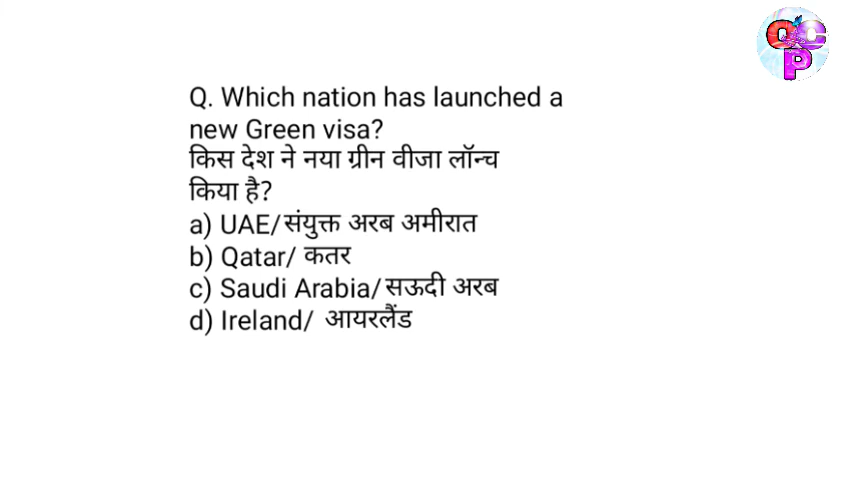 QCP
Q. Which nation has launched a
new Green visa?
किस देश ने नया ग्रीन वीजा लॉन्च
किया है?
a) UAE/संयुक्त अरब अमीरात
b) Qatar/ कतर
c) Saudi Arabia/सऊदी अरब
d) Ireland/ आयरलैंड